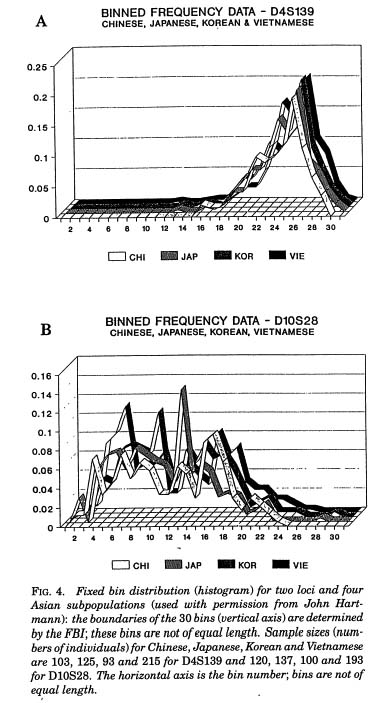 A
BINNED FREQUENCY DATA - D4S139
CHINESE, JAPANESE, KOREAN & VIETNAMESE
0.25
0.2
0.15
0.1
0.05
0
2 4 6 8 10 12 14 16 18 20 22 24 26 28 30
CHI JAP KOR VIE
B
BINNED FREQUENCY DATA - D10S28
CHINESE, JAPANESE, KOREAN, VIETNAMESE
0.16
0.14
0.12
0.1
0.08
0.06
0.04
0.02
0
2 4 6 8 10 12 14 16 18 20 22 24 26 28 30
CHI JAP KOR VIE
FIG. 4. Fixed bin distribution (histogram) for two loci and four
Asian subpopulations (used with permission from John Hart-
mann): the boundaries of the 30 bins (vertical axis) are determined
by the FBI; these bins are not of equal length. Sample sizes (num-
bers of individuals) for Chinese, Japanese, Korean and Vietnamese
are 103, 125, 93 and 215 for D4S139 and 120, 137, 100 and 193
for D10S28. The horizontal axis is the bin number; bins are not of
equal length.